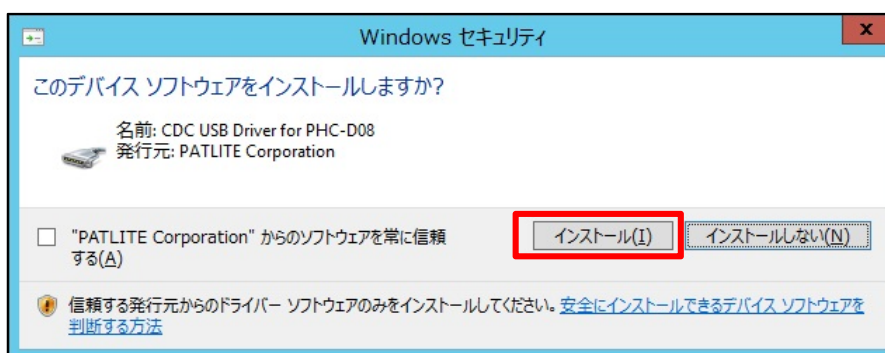 Windows セキュリティ
x
このデバイス ソフトウェアをインストールしますか?
名前: CDC USB Driver for PHC-D08
発行元: PATLITE Corporation
"PATLITE Corporation" からのソフトウェアを常に信頼
する(A)
インストール(I)
インストールしない(N)
信頼する発行元からのドライバー ソフトウェアのみをインストールしてください。安全にインストールできるデバイス ソフトウェアを
判断する方法